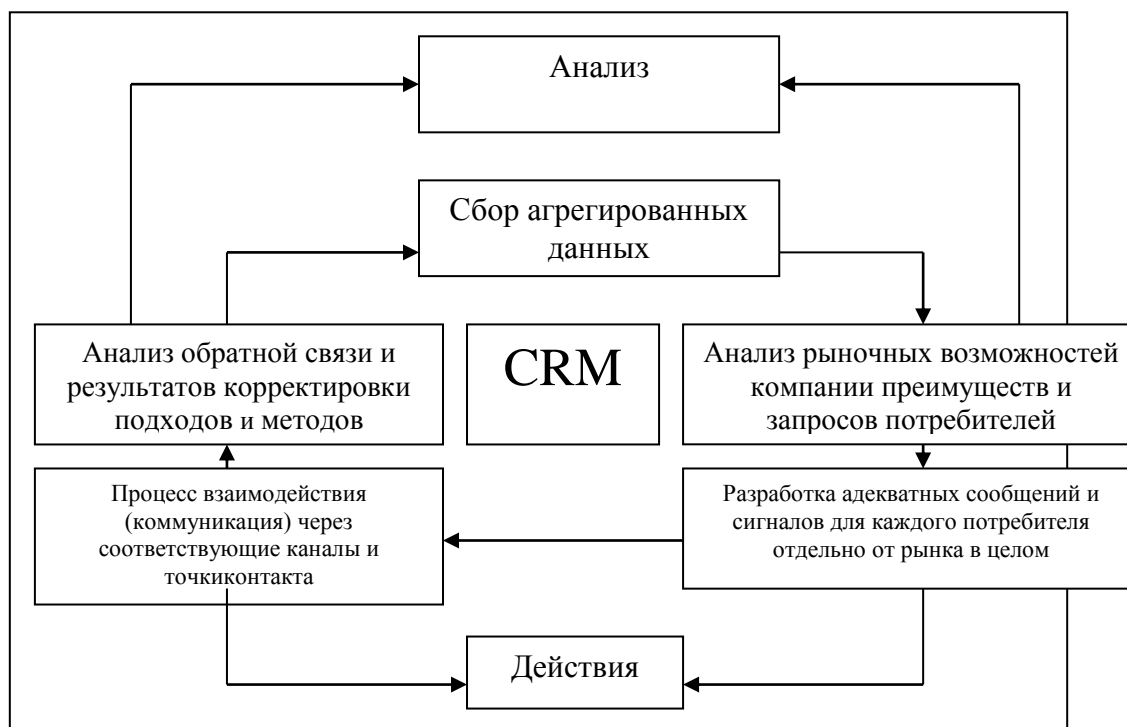 Анализ
Сбор агрегированных
данных
Анализ обратной связи и
результатов корректировки
подходов и методов
CRM
Анализ рыночных возможностей
компании преимуществ и
запросов потребителей
Процесс взаимодействия
(коммуникация) через
соответствующие каналы и
точкиконтакта
Разработка адекватных сообщений и
сигналов для каждого потребителя
отдельно от рынка в целом
Действия